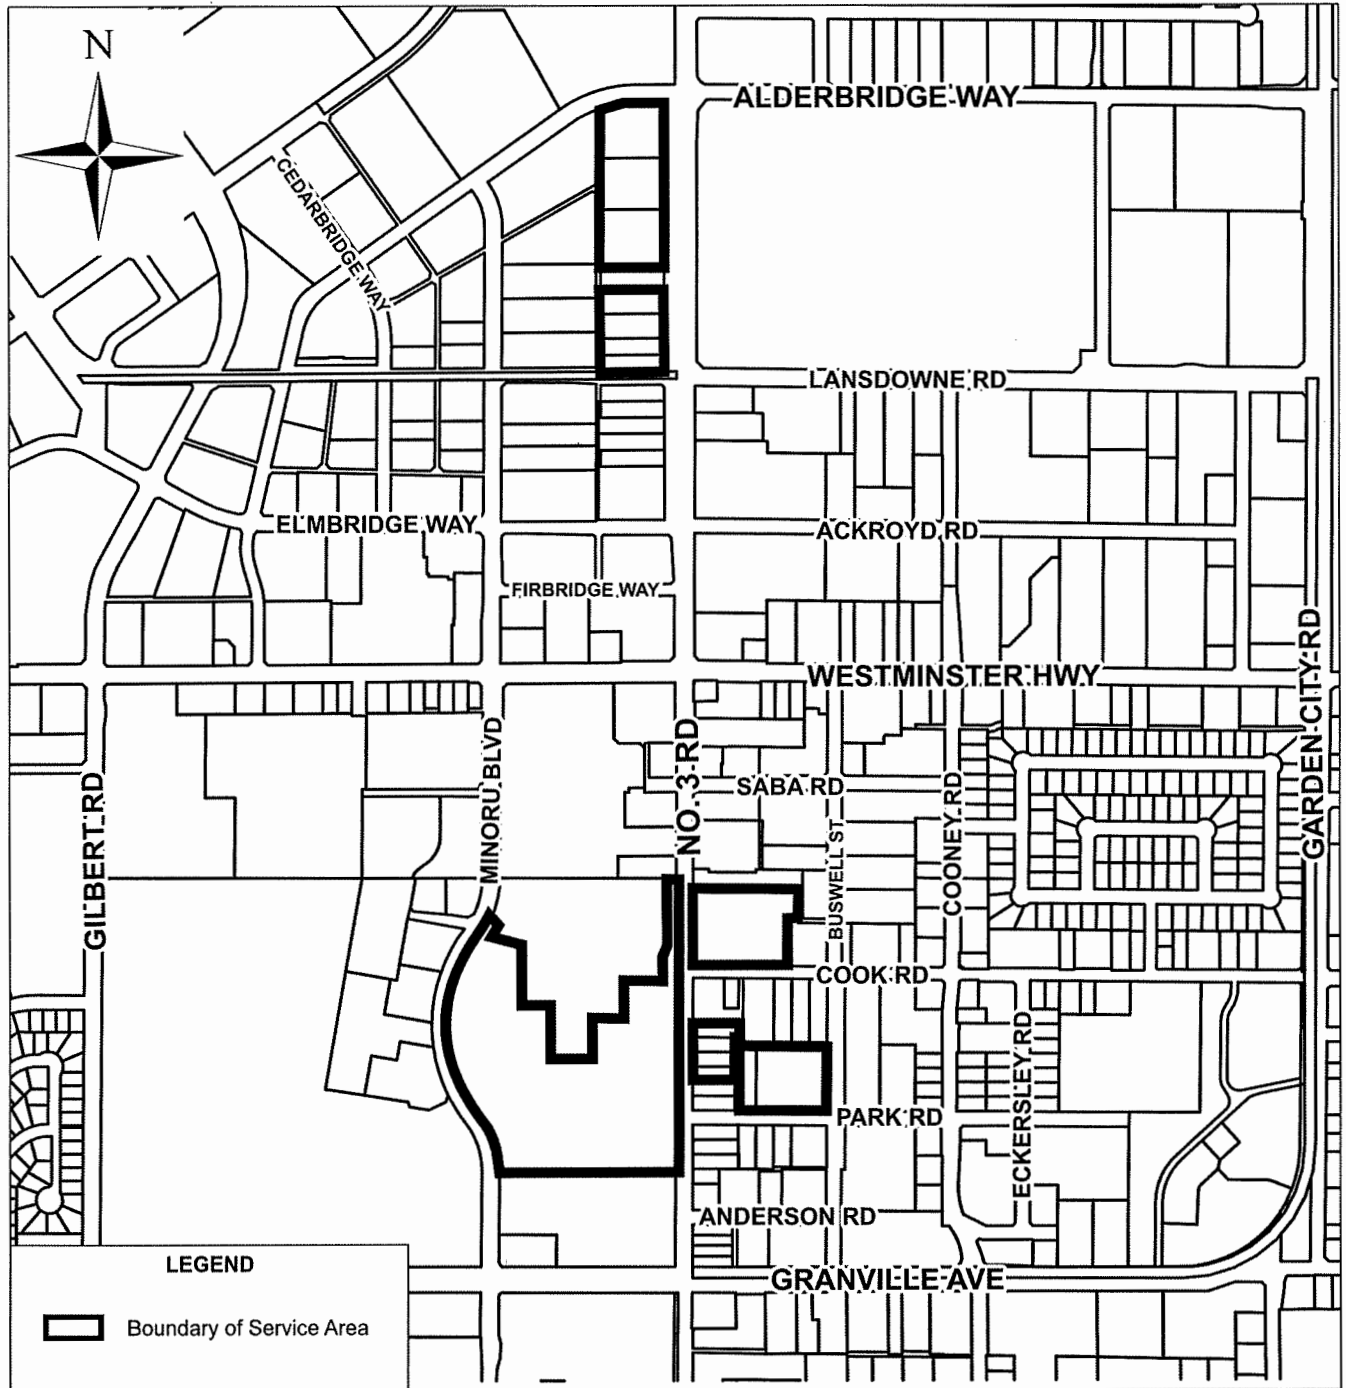 N
ALDERBRIDGE WAY
CEDARBRIDGE WAY
LANSDOWNE RD
ELMBRIDGE WAY
ACKROYD RD
FIRBRIDGE WAY
WESTMINSTER HWY
GARDEN CITY RD
MINORU BLVD
NO. 3 RD
SABA RD
GILBERT RD
BUSWELL ST
COONEY RD
COOK RD
ECKERSLEY RD
PARK RD
ANDERSON RD
GRANVILLE AVE
LEGEND
Boundary of Service Area